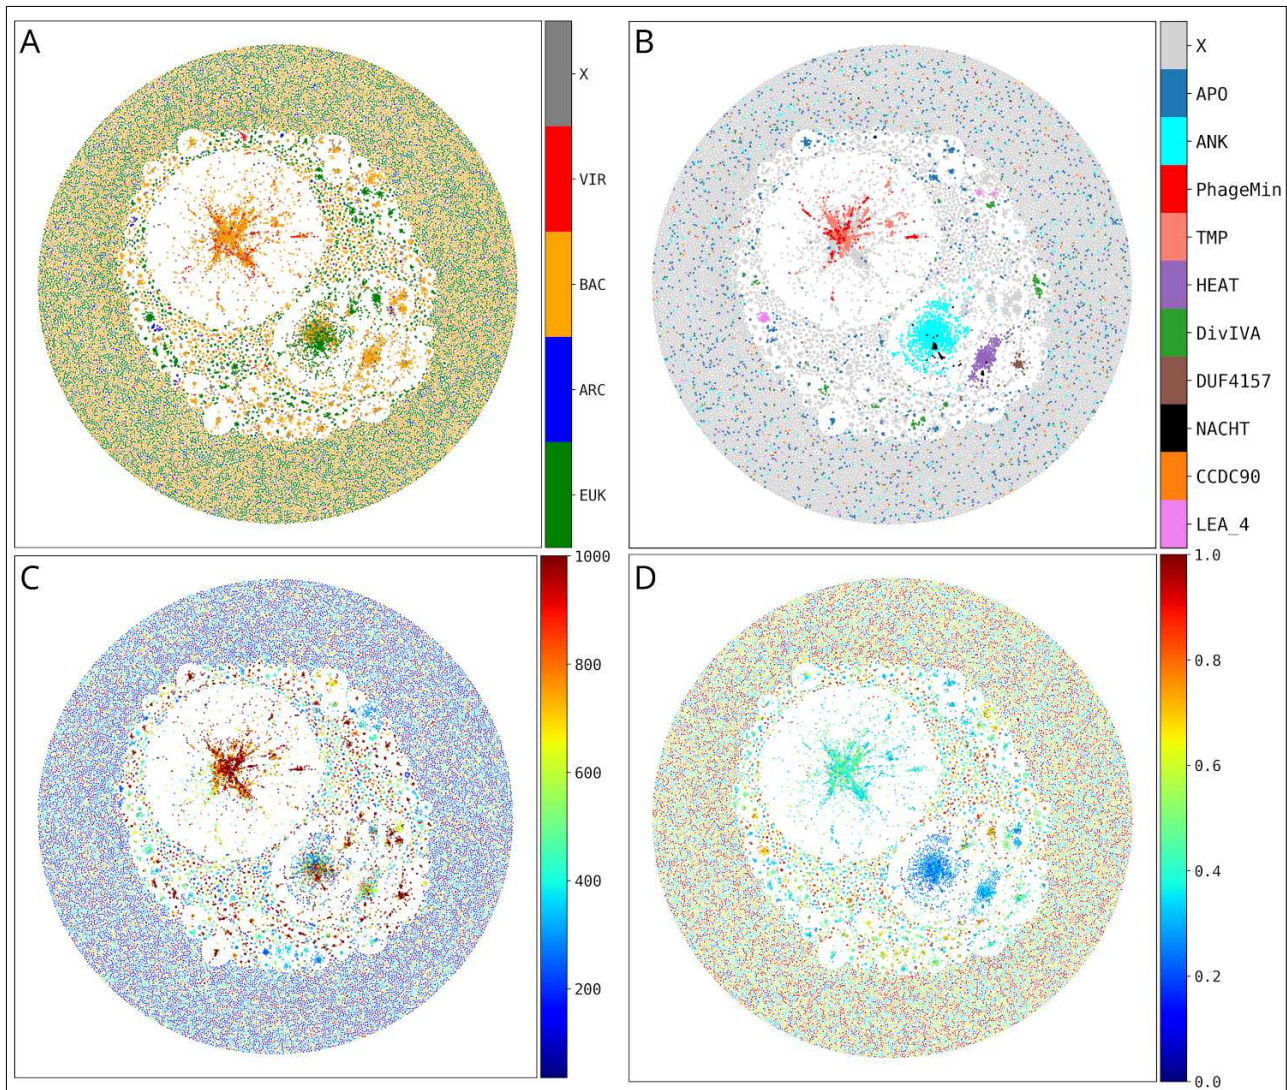 A
X
VIR
BAC
ARC
EUK
B
X
APO
ANK
PhageMin
TMP
HEAT
DivIVA
DUF4157
NACHT
CCDC90
LEA_4
C
1000
800
600
400
200
D
1.0
0.8
0.6
0.4
0.2
0.0